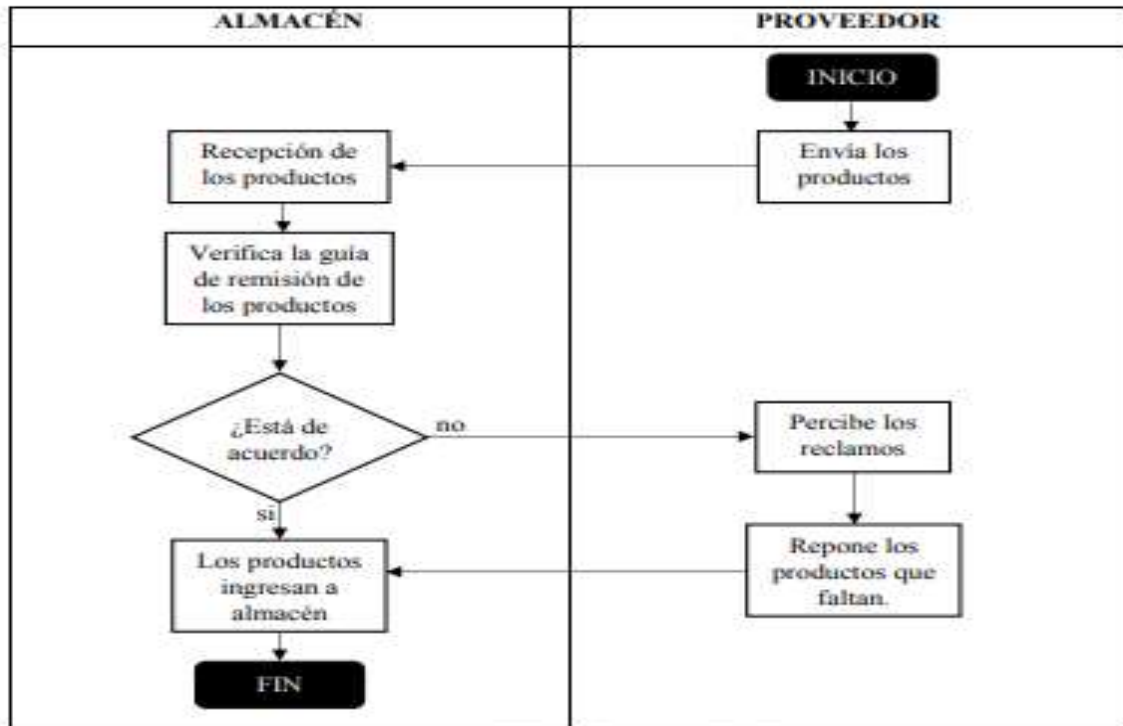 ALMACÉN
PROVEEDOR
INICIO
Envía los
productos
Recepción de
los productos
Verifica la guía
de remisión de
los productos
¿Está de
acuerdo?
no
si
Percibe los
reclamos
Repone los
productos que
faltan.
Los productos
ingresan a
almacén
FIN